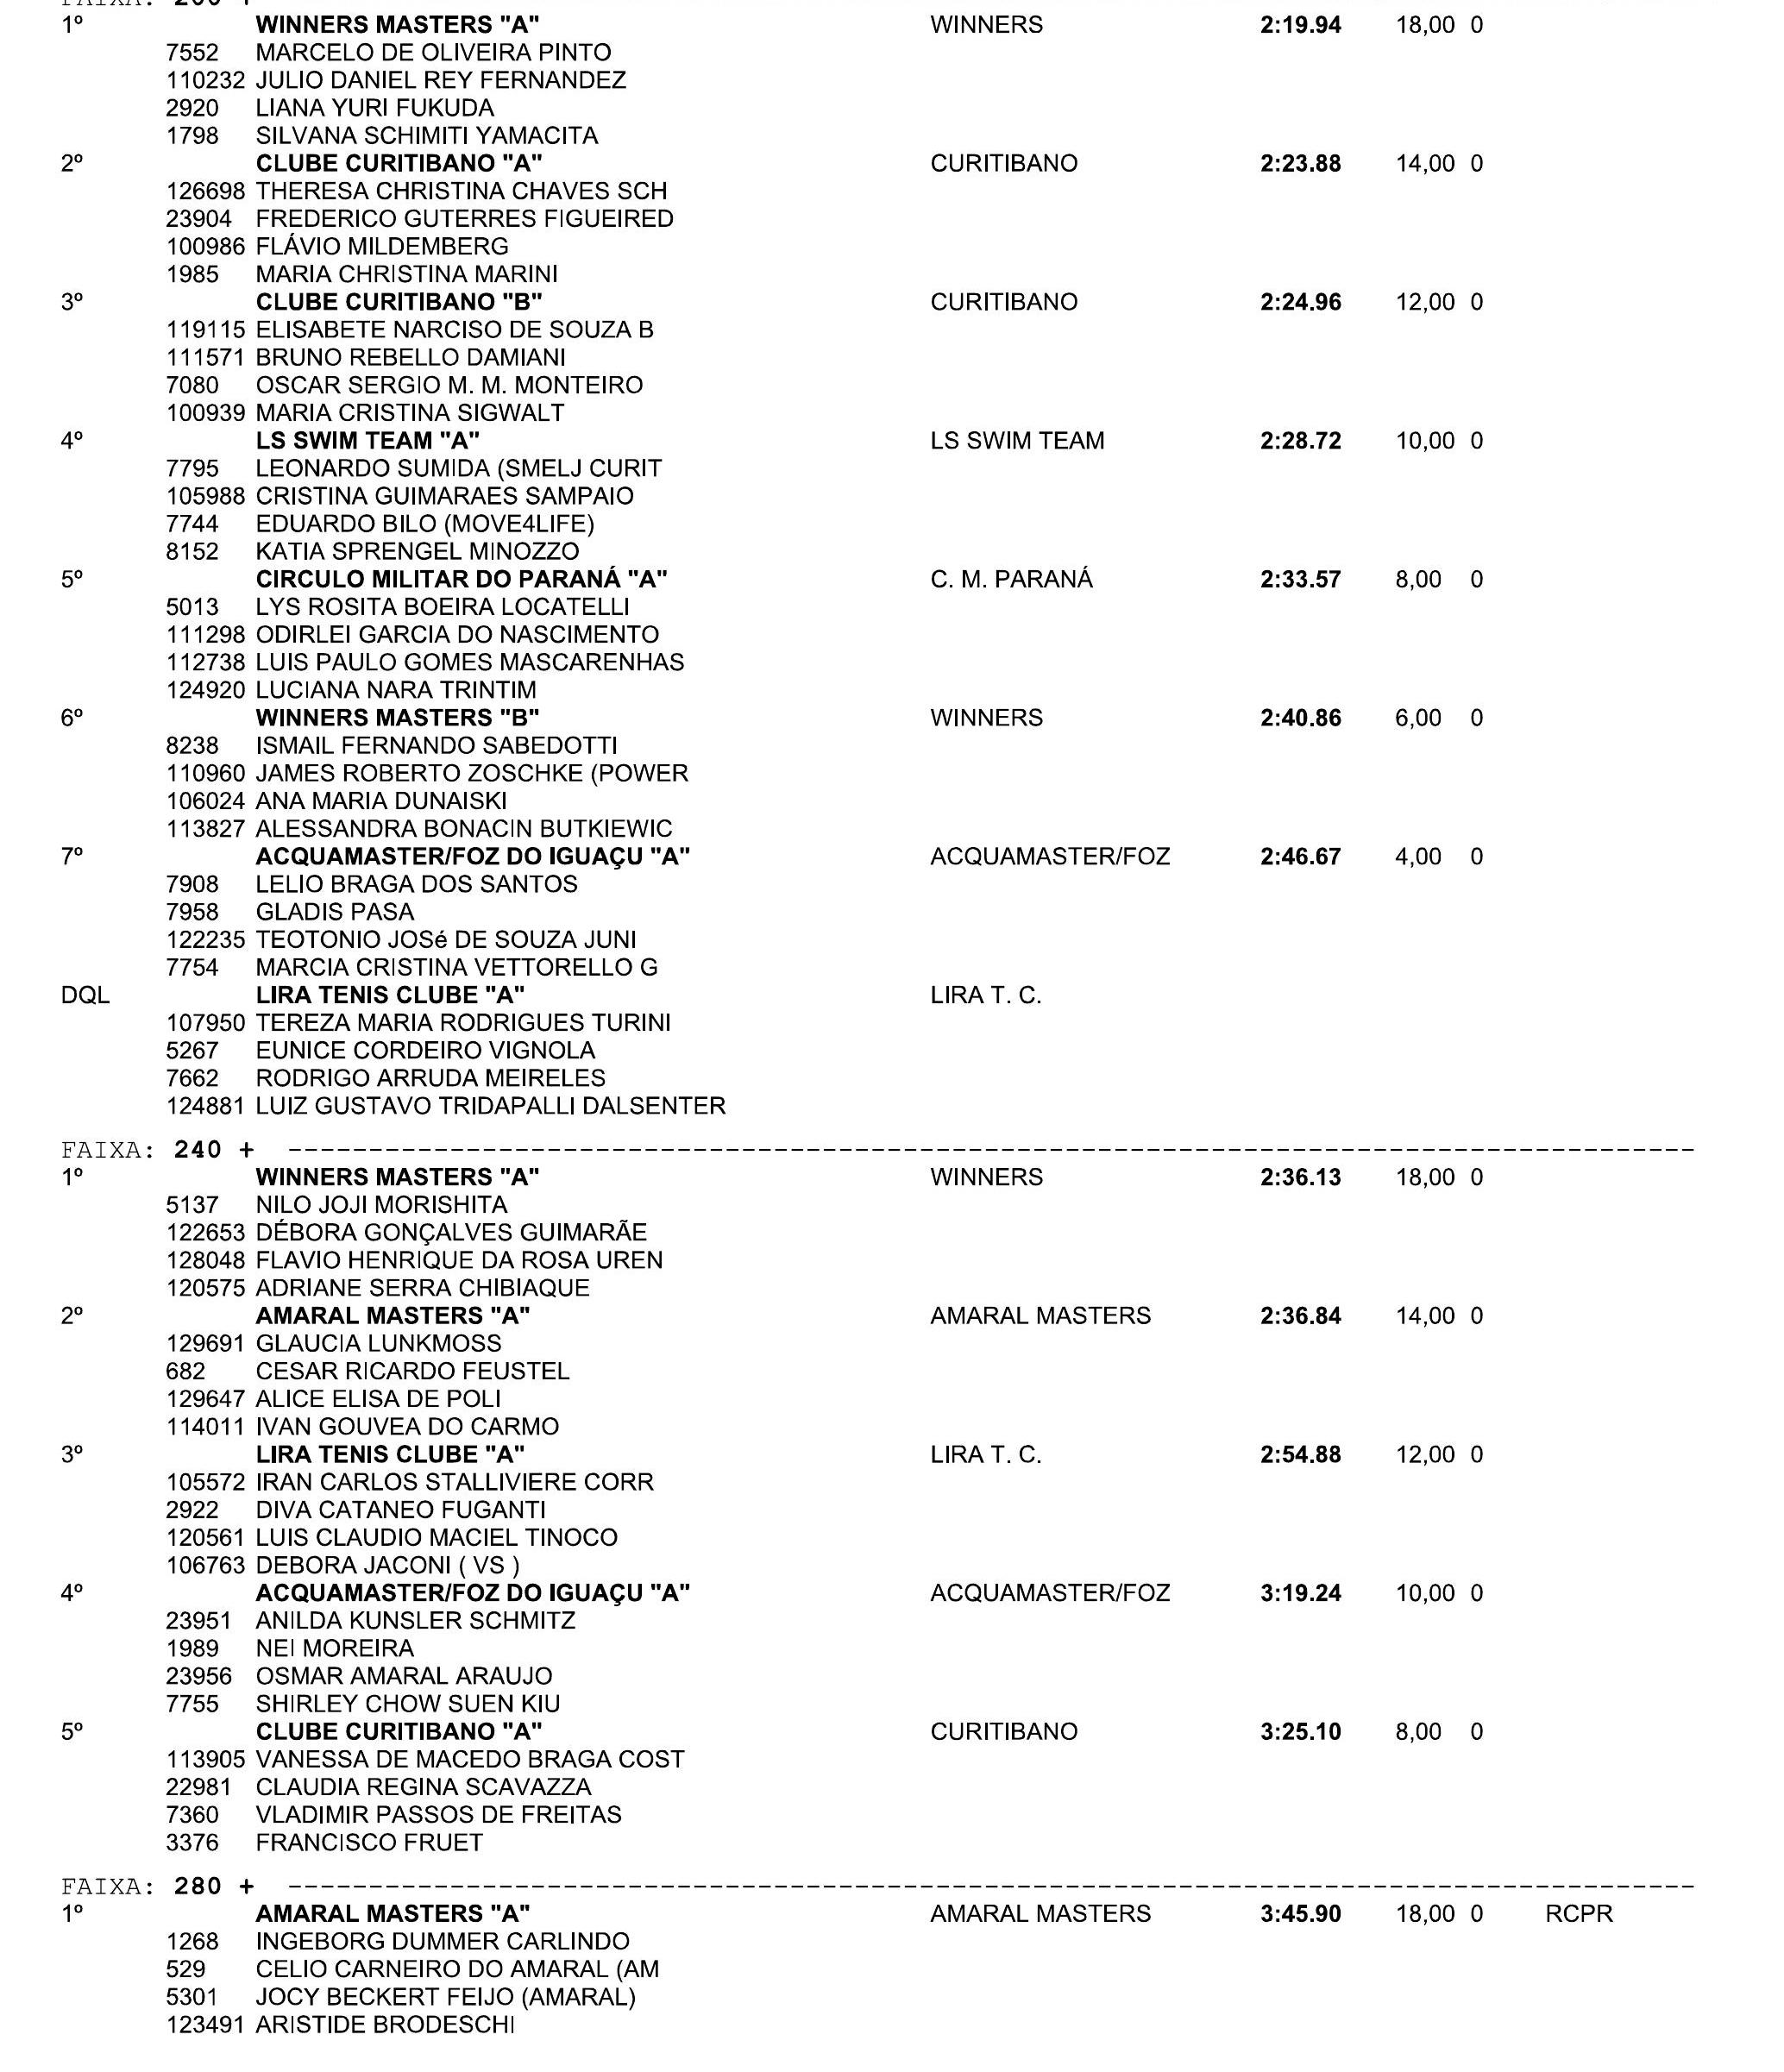 FAIXA: 200 +
1º WINNERS MASTERS "A" WINNERS 2:19.94 18,00 0
7552 MARCELO DE OLIVEIRA PINTO
110232 JULIO DANIEL REY FERNANDEZ
2920 LIANA YURI FUKUDA
1798 SILVANA SCHIMITI YAMACITA
2º CLUBE CURITIBANO "A" CURITIBANO 2:23.88 14,00 0
126698 THERESA CHRISTINA CHAVES SCH
23904 FREDERICO GUTERRES FIGUEIRED
100986 FLÁVIO MILDEMBERG
1985 MARIA CHRISTINA MARINI
3º CLUBE CURITIBANO "B" CURITIBANO 2:24.96 12,00 0
119115 ELISABETE NARCISO DE SOUZA B
111571 BRUNO REBELLO DAMIANI
7080 OSCAR SERGIO M. M. MONTEIRO
100939 MARIA CRISTINA SIGWALT
4º LS SWIM TEAM "A" LS SWIM TEAM 2:28.72 10,00 0
7795 LEONARDO SUMIDA (SMELJ CURIT
105988 CRISTINA GUIMARAES SAMPAIO
7744 EDUARDO BILO (MOVE4LIFE)
8152 KATIA SPRENGEL MINOZZO
5º CIRCULO MILITAR DO PARANÁ "A" C. M. PARANÁ 2:33.57 8,00 0
5013 LYS ROSITA BOEIRA LOCATELLI
111298 ODIRLEI GARCIA DO NASCIMENTO
112738 LUIS PAULO GOMES MASCARENHAS
124920 LUCIANA NARA TRINTIM
6º WINNERS MASTERS "B" WINNERS 2:40.86 6,00 0
8238 ISMAIL FERNANDO SABEDOTTI
110960 JAMES ROBERTO ZOSCHKE (POWER
106024 ANA MARIA DUNAISKI
113827 ALESSANDRA BONACIN BUTKIEWIC
7º ACQUAMASTER/FOZ DO IGUAÇU "A" ACQUAMASTER/FOZ 2:46.67 4,00 0
7908 LELIO BRAGA DOS SANTOS
7958 GLADIS PASA
122235 TEOTONIO JOSé DE SOUZA JUNI
7754 MARCIA CRISTINA VETTORELLO G
DQL LIRA TENIS CLUBE "A" LIRA T. C.
107950 TEREZA MARIA RODRIGUES TURINI
5267 EUNICE CORDEIRO VIGNOLA
7662 RODRIGO ARRUDA MEIRELES
124881 LUIZ GUSTAVO TRIDAPALLI DALSENTER
FAIXA: 240 + ----------------------------------------------------------------------------------------
1º WINNERS MASTERS "A" WINNERS 2:36.13 18,00 0
5137 NILO JOJI MORISHITA
122653 DÉBORA GONÇALVES GUIMARÃE
128048 FLAVIO HENRIQUE DA ROSA UREN
120575 ADRIANE SERRA CHIBIAQUE
2º AMARAL MASTERS "A" AMARAL MASTERS 2:36.84 14,00 0
129691 GLAUCIA LUNKMOSS
682 CESAR RICARDO FEUSTEL
129647 ALICE ELISA DE POLI
114011 IVAN GOUVEA DO CARMO
3º LIRA TENIS CLUBE "A" LIRA T. C. 2:54.88 12,00 0
105572 IRAN CARLOS STALLIVIERE CORR
2922 DIVA CATANEO FUGANTI
120561 LUIS CLAUDIO MACIEL TINOCO
106763 DEBORA JACONI ( VS )
4º ACQUAMASTER/FOZ DO IGUAÇU "A" ACQUAMASTER/FOZ 3:19.24 10,00 0
23951 ANILDA KUNSLER SCHMITZ
1989 NEI MOREIRA
23956 OSMAR AMARAL ARAUJO
7755 SHIRLEY CHOW SUEN KIU
5º CLUBE CURITIBANO "A" CURITIBANO 3:25.10 8,00 0
113905 VANESSA DE MACEDO BRAGA COST
22981 CLAUDIA REGINA SCAVAZZA
7360 VLADIMIR PASSOS DE FREITAS
3376 FRANCISCO FRUET
FAIXA: 280 + ----------------------------------------------------------------------------------------
1º AMARAL MASTERS "A" AMARAL MASTERS 3:45.90 18,00 0 RCPR
1268 INGEBORG DUMMER CARLINDO
529 CELIO CARNEIRO DO AMARAL (AM
5301 JOCY BECKERT FEIJO (AMARAL)
123491 ARISTIDE BRODESCHI